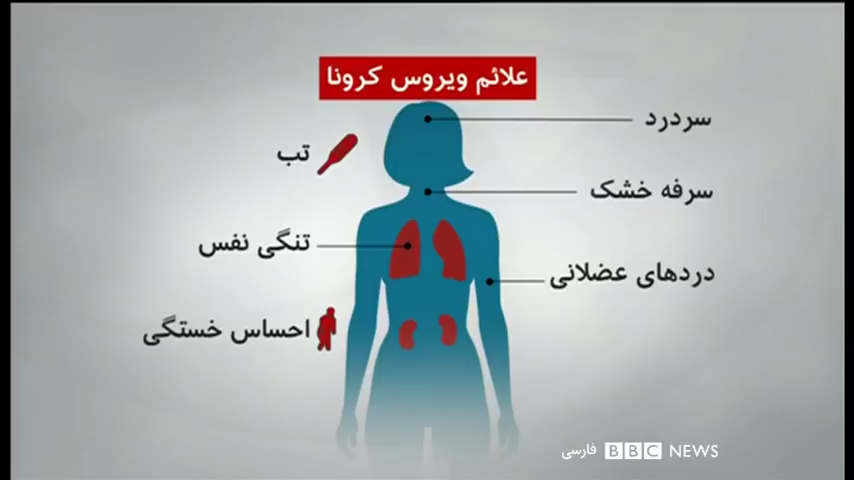 علائم ویروس کرونا
سردرد
سرفه خشک
دردهای عضلانی
تب
تنگی نفس
احساس خستگی
BBC NEWS فارسی